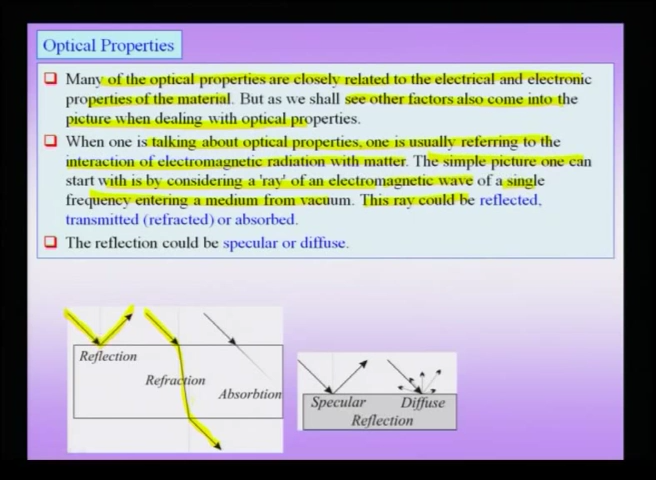 Optical Properties
Many of the optical properties are closely related to the electrical and electronic
properties of the material. But as we shall see other factors also come into the
picture when dealing with optical properties.
When one is talking about optical properties, one is usually referring to the
interaction of electromagnetic radiation with matter. The simple picture one can
start with is by considering a 'ray' of an electromagnetic wave of a single
frequency entering a medium from vacuum. This ray could be reflected,
transmitted (refracted) or absorbed.
The reflection could be specular or diffuse.
Reflection
Refraction
Absorbtion
Specular Diffuse
Reflection